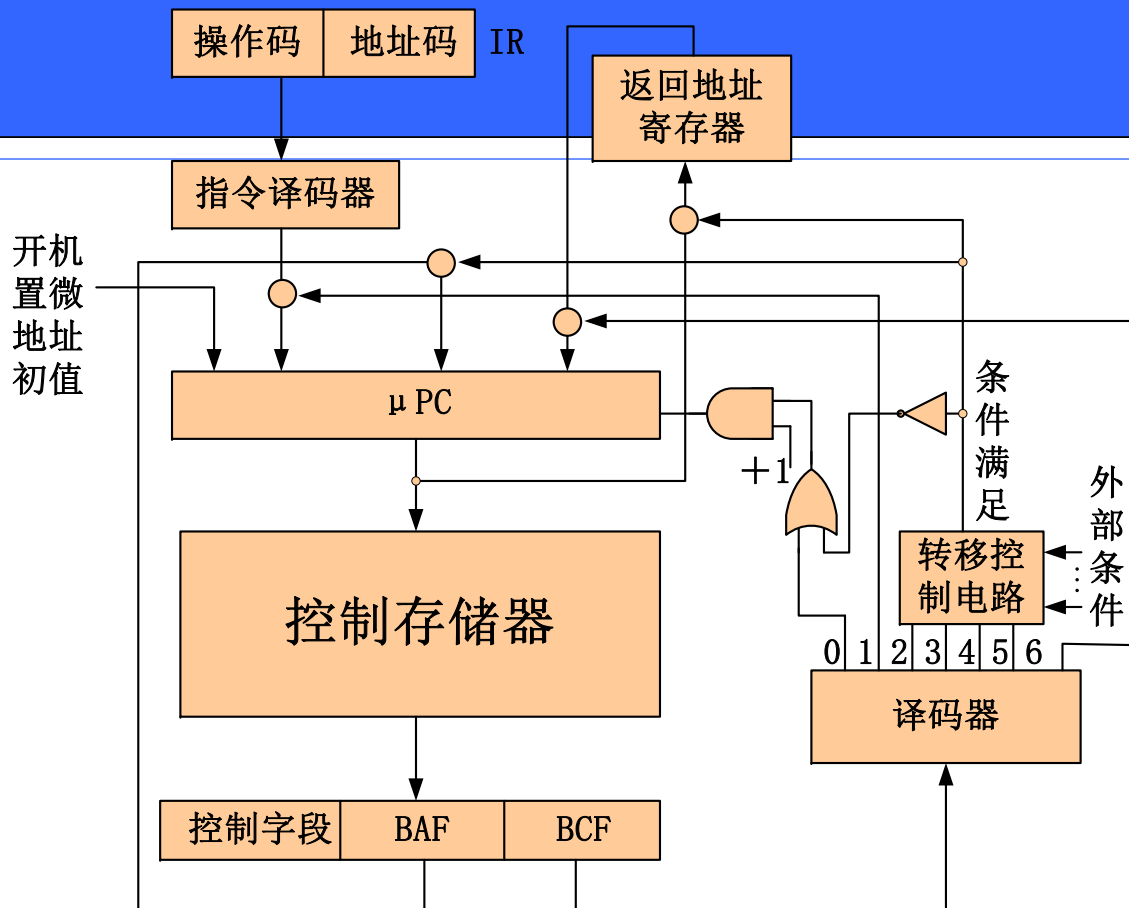 操作码
地址码
IR
返回地址
寄存器
指令译码器
开机
置微
地址
初值
μPC
+1
条
件
满
足
外
部
条
件
转移控
制电路
控制存储器
0 1 2 3 4 5 6
译码器
控制字段
BAF
BCF